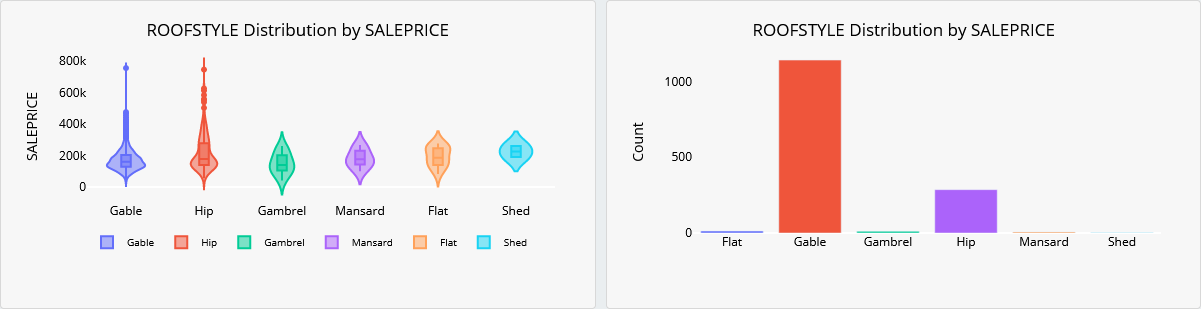 ROOFSTYLE Distribution by SALEPRICE
800k
600k
400k
200k
0
SALEPRICE
Gable Hip Gambrel Mansard Flat Shed
Gable Hip Gambrel Mansard Flat Shed
ROOFSTYLE Distribution by SALEPRICE
1000
500
0
Count
Flat Gable Gambrel Hip Mansard Shed